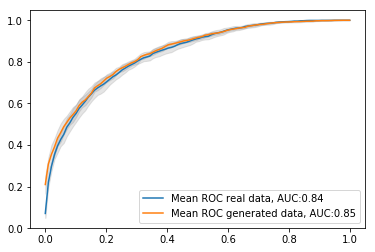 1.0
0.8
0.6
0.4
0.2
0.0
0.0 0.2 0.4 0.6 0.8 1.0
Mean ROC real data, AUC:0.84
Mean ROC generated data, AUC:0.85